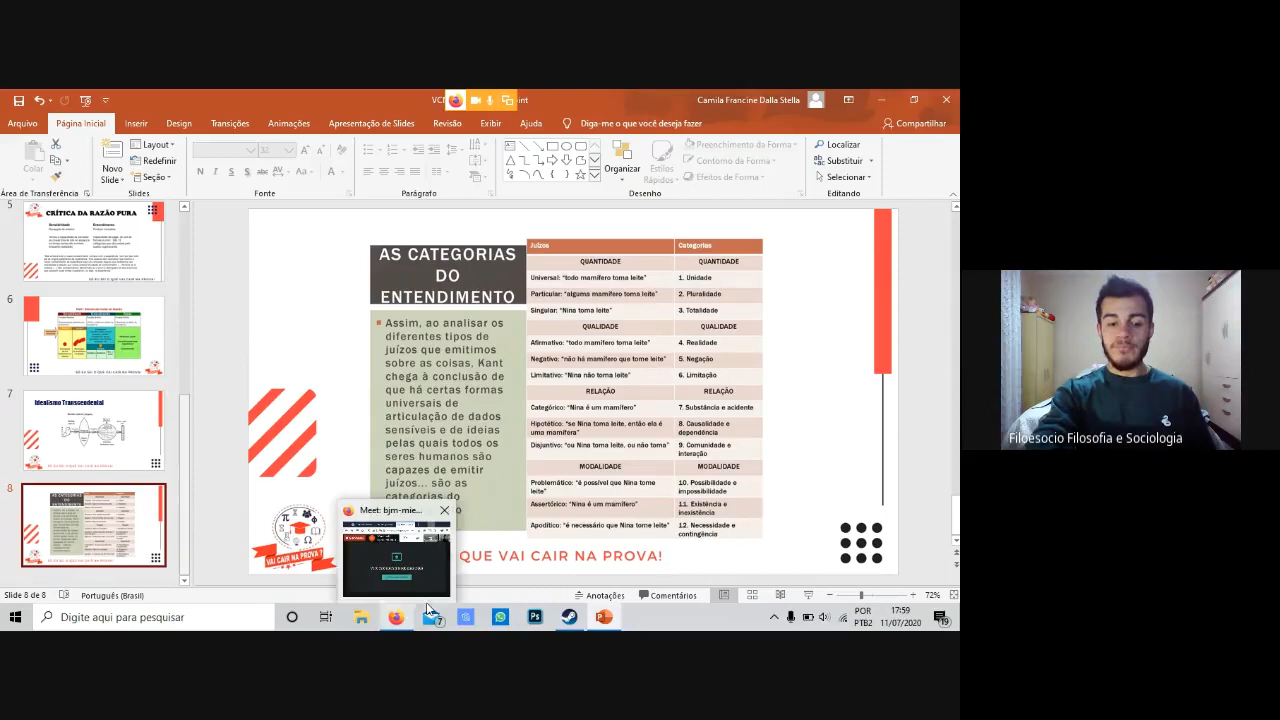 Camila Francine Dalla Stella
Arquivo
Página Inicial
Inserir
Design
Transições
Animações
Apresentação de Slides
Revisão
Exibir
Ajuda
Diga-me o que você deseja fazer
Compartilhar
Colar
Novo
Slide
Layout
Redefinir
Seção
Organizar
Estilos
Rápidos
Preenchimento da Forma
Contorno da Forma
Efeitos de Forma
Localizar
Substituir
Selecionar
Área de Transferência
Slides
Fonte
Parágrafo
Desenho
Editando
5
CRÍTICA DA RAZÃO PURA
6
7
Idealismo Transcendental
8
AS CATEGORIAS
DO
ENTENDIMENTO
Assim, ao analisar os
diferentes tipos de
juízos que emitimos
sobre as coisas, Kant
chega à conclusão de
que há certas formas
universais de
articulação de dados
sensíveis e de ideias
pelas quais todos os
seres humanos são
capazes de emitir
juízos... são as
categorias do
Juízos Categorias
QUANTIDADE QUANTIDADE
Universal: “todo mamífero toma leite” 1. Unidade
Particular: “alguns mamífero toma leite” 2. Pluralidade
Singular: “Nina toma leite” 3. Totalidade
QUALIDADE QUALIDADE
Afirmativo: “todo mamífero toma leite” 4. Realidade
Negativo: “não há mamífero que tome leite” 5. Negação
Limitativo: “Nina não toma leite” 6. Limitação
RELAÇÃO RELAÇÃO
Categórico: “Nina é um mamífero” 7. Substância e acidente
Hipotético: “se Nina toma leite, então ela é
uma mamífera”
8. Causalidade e
dependência
Disjuntivo: “ou Nina toma leite, ou não toma”
9. Comunidade e
interação
MODALIDADE MODALIDADE
Problemático: “é possível que Nina tome
leite”
10. Possibilidade e
impossibilidade
Assertórico: “Nina é um mamífero”
11. Existência e
inexistência
Apodítico: “é necessário que Nina tome leite”
12. Necessidade e
contingência
VAI CAIR NA PROVA?
QUE VAI CAIR NA PROVA!
Meet: bjm-mie...
Filoesocio Filosofia e Sociologia
Slide 8 de 8
Português (Brasil)
Anotações
Comentários
72%
Digite aqui para pesquisar
7
Ps
POR
PTB2
17:59
11/07/2020
19